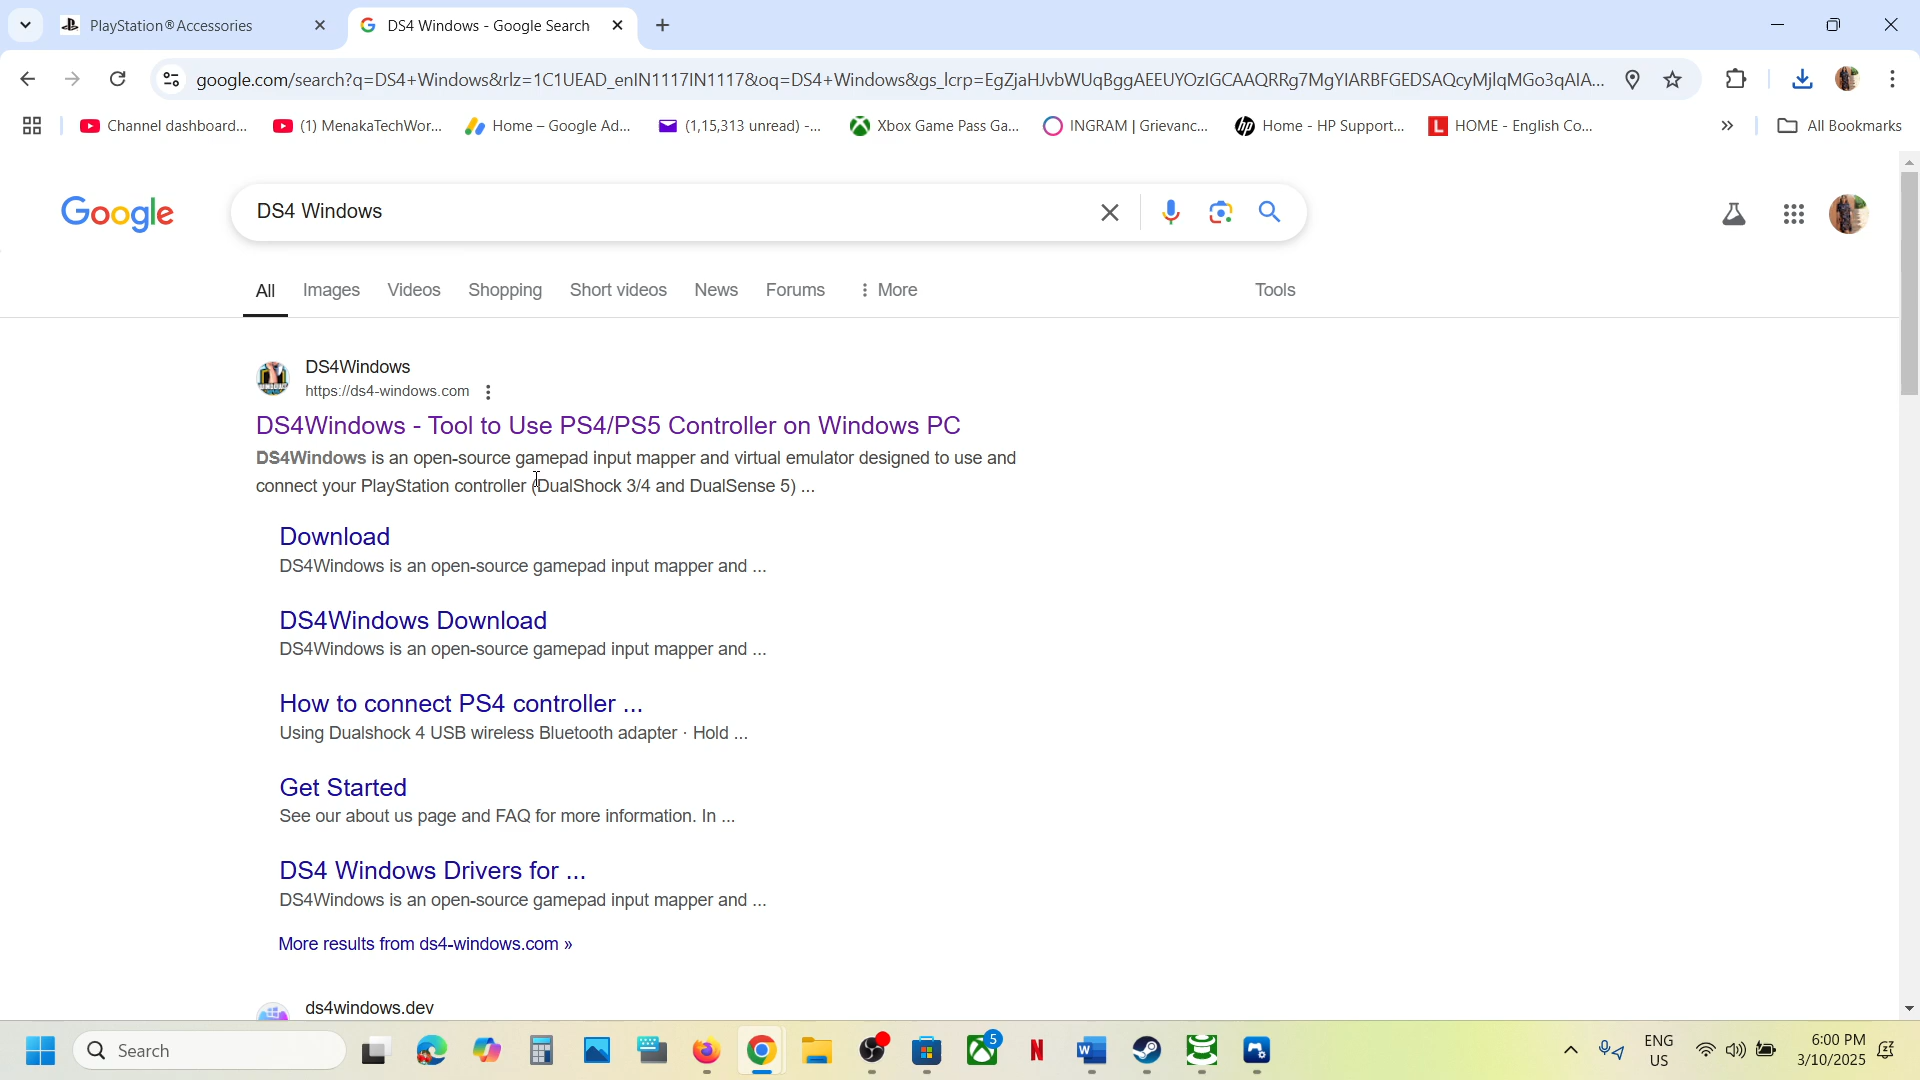 PlayStation®Accessories
DS4 Windows - Google Search
google.com/search?q=DS4+Windows&rlz=1C1UEAD_enIN1117IN1117&oq=DS4+Windows&gs_lcrp=EgZjaHJvbWUqBggAEEUYOzIGCAAQRRg7MgYIARBFGEDSAQcyMjlqMGo3qAIA...
Channel dashboard...
(1) MenakaTechWor...
Home – Google Ad...
(1,15,313 unread) -...
Xbox Game Pass Ga...
INGRAM | Grievanc...
Home - HP Support...
HOME - English Co...
All Bookmarks
Google
DS4 Windows
All
Images
Videos
Shopping
Short videos
News
Forums
More
Tools
DS4Windows
https://ds4-windows.com
DS4Windows - Tool to Use PS4/PS5 Controller on Windows PC
DS4Windows is an open-source gamepad input mapper and virtual emulator designed to use and
connect your PlayStation controller (DualShock 3/4 and DualSense 5) ...
Download
DS4Windows is an open-source gamepad input mapper and ...
DS4Windows Download
DS4Windows is an open-source gamepad input mapper and ...
How to connect PS4 controller ...
Using Dualshock 4 USB wireless Bluetooth adapter · Hold ...
Get Started
See our about us page and FAQ for more information. In ...
DS4 Windows Drivers for ...
DS4Windows is an open-source gamepad input mapper and ...
More results from ds4-windows.com »
ds4windows.dev
Search
5
ENG
US
6:00 PM
3/10/2025